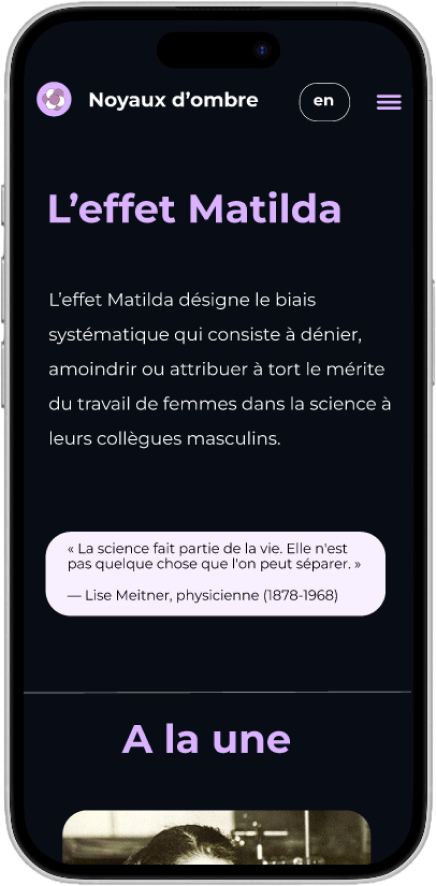 Noyaux d’ombre
en
L’effet Matilda
L’effet Matilda désigne le biais
systématique qui consiste à dénier,
amoindrir ou attribuer à tort le mérite
du travail de femmes dans la science à
leurs collègues masculins.
« La science fait partie de la vie. Elle n'est
pas quelque chose que l'on peut séparer. »
— Lise Meitner, physicienne (1878-1968)
A la une